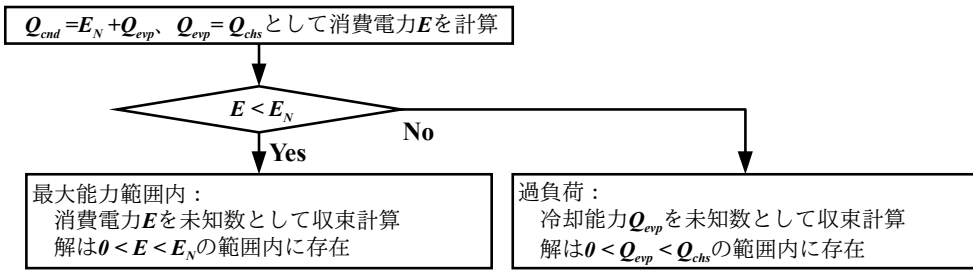 Qcnd =EN +Qevp、Qevp= Qchsとして消費電力Eを計算
E < EN
No
Yes
最大能力範囲内：
消費電力Eを未知数として収束計算
解は0 < E < ENの範囲内に存在
過負荷：
冷却能力Qevpを未知数として収束計算
解は0 < Qevp < Qchsの範囲内に存在